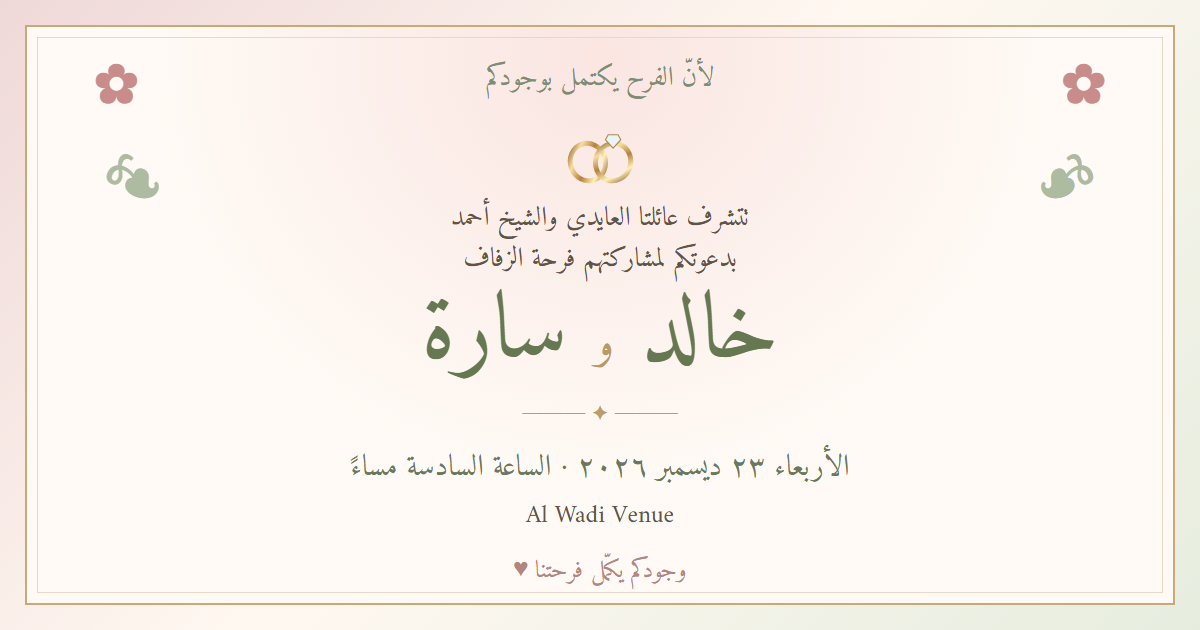 لأنّ الفرح يكتمل بوجودكم
تتشرف عائلتا العايدي والشيخ أحمد
بدعوتكم لمشاركتهم فرحة الزفاف
خالد و سارة
الأربعاء ٢٣ ديسمبر ٢٠٢٦ · الساعة السادسة مساءً
Al Wadi Venue
وجودكم يكمّل فرحتنا ♥